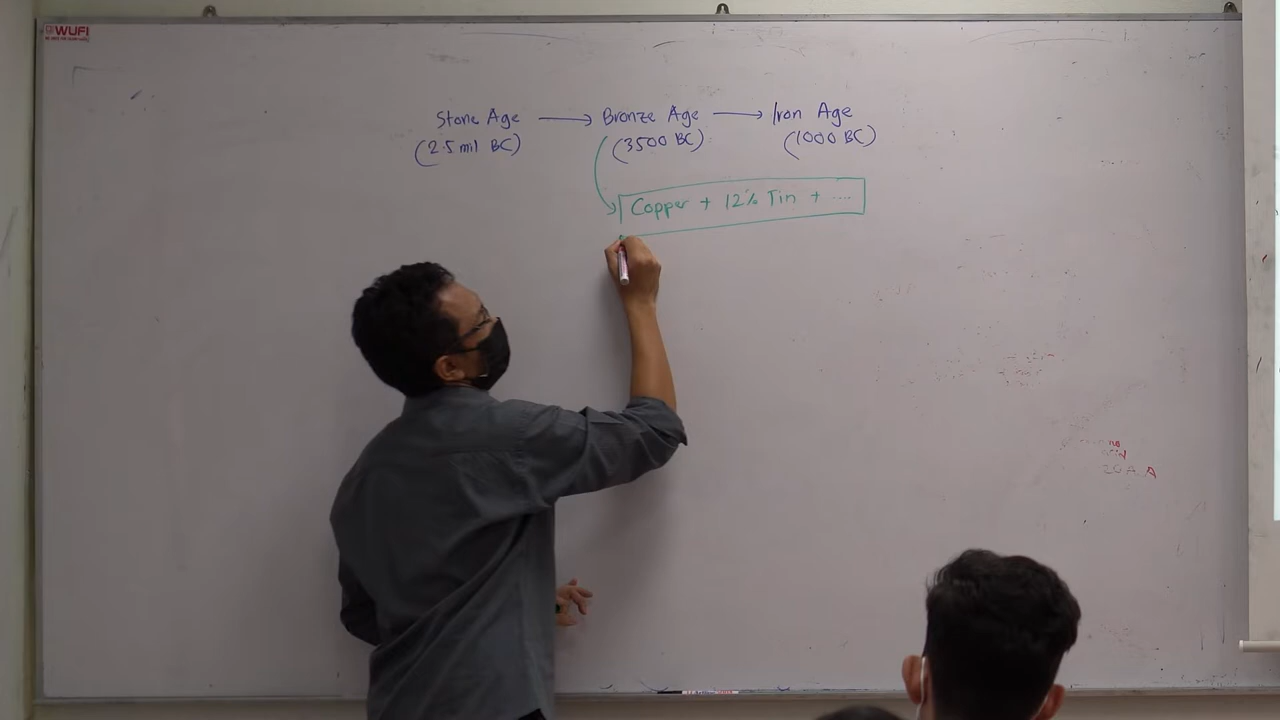 WUFI
Stone Age → Bronze Age → Iron Age
(2.5 mil BC) (3500 BC) (1000 BC)
Copper + 12% Tin + ....